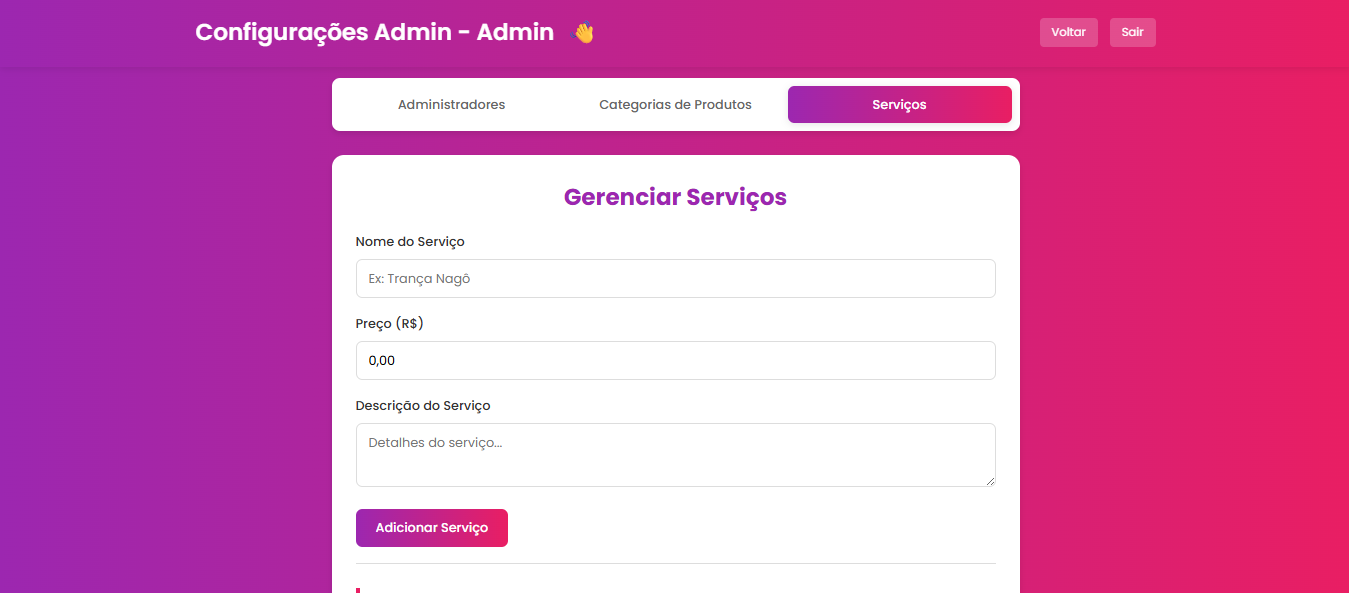 Configurações Admin - Admin 👋
Voltar
Sair
Administradores
Categorias de Produtos
Serviços
Gerenciar Serviços
Nome do Serviço
Ex: Trança Nagô
Preço (R$)
0,00
Descrição do Serviço
Detalhes do serviço...
Adicionar Serviço